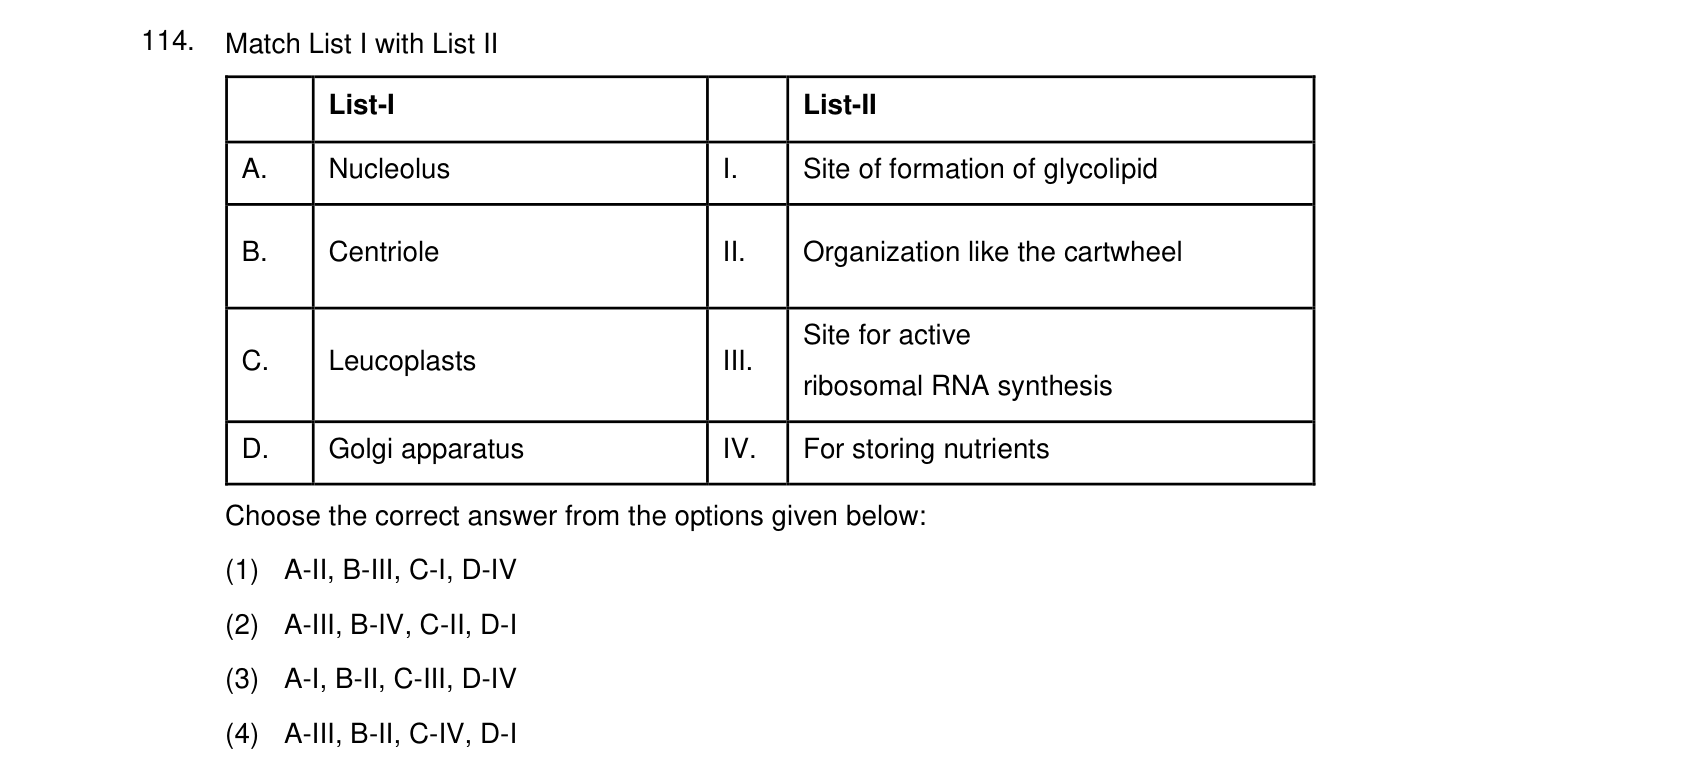 114. Match List I with List II
List-I List-II
A. Nucleolus I. Site of formation of glycolipid
B. Centriole II. Organization like the cartwheel
C. Leucoplasts III. Site for active
ribosomal RNA synthesis
D. Golgi apparatus IV. For storing nutrients
Choose the correct answer from the options given below:
(1) A-II, B-III, C-I, D-IV
(2) A-III, B-IV, C-II, D-I
(3) A-I, B-II, C-III, D-IV
(4) A-III, B-II, C-IV, D-I